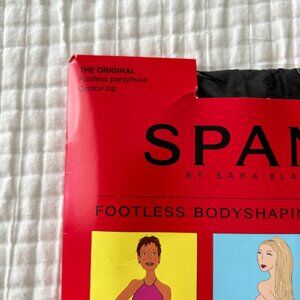 THE ORIGINAL
Footless pantyhose
Control top
SPAN
BY SARA BLA
FOOTLESS BODYSHAPIN